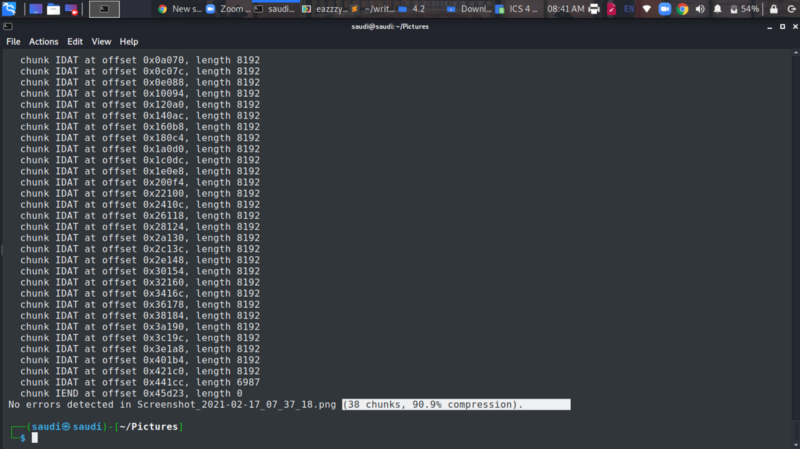 New s...
Zoom ...
saudi...
eazzzy...
~/writ...
4.2
Downl...
ICS 4 ...
08:41 AM
EN
54%
saudi@saudi: ~/Pictures
File Actions Edit View Help
chunk IDAT at offset 0x0a070, length 8192
chunk IDAT at offset 0x0c07c, length 8192
chunk IDAT at offset 0x0e088, length 8192
chunk IDAT at offset 0x10094, length 8192
chunk IDAT at offset 0x120a0, length 8192
chunk IDAT at offset 0x140ac, length 8192
chunk IDAT at offset 0x160b8, length 8192
chunk IDAT at offset 0x180c4, length 8192
chunk IDAT at offset 0x1a0d0, length 8192
chunk IDAT at offset 0x1c0dc, length 8192
chunk IDAT at offset 0x1e0e8, length 8192
chunk IDAT at offset 0x200f4, length 8192
chunk IDAT at offset 0x22100, length 8192
chunk IDAT at offset 0x2410c, length 8192
chunk IDAT at offset 0x26118, length 8192
chunk IDAT at offset 0x28124, length 8192
chunk IDAT at offset 0x2a130, length 8192
chunk IDAT at offset 0x2c13c, length 8192
chunk IDAT at offset 0x2e148, length 8192
chunk IDAT at offset 0x30154, length 8192
chunk IDAT at offset 0x32160, length 8192
chunk IDAT at offset 0x3416c, length 8192
chunk IDAT at offset 0x36178, length 8192
chunk IDAT at offset 0x38184, length 8192
chunk IDAT at offset 0x3a190, length 8192
chunk IDAT at offset 0x3c19c, length 8192
chunk IDAT at offset 0x3e1a8, length 8192
chunk IDAT at offset 0x401b4, length 8192
chunk IDAT at offset 0x421c0, length 8192
chunk IDAT at offset 0x441cc, length 6987
chunk IEND at offset 0x45d23, length 0
No errors detected in Screenshot_2021-02-17_07_37_18.png (38 chunks, 90.9% compression).
(saudi㉿saudi)-[~/Pictures]
$